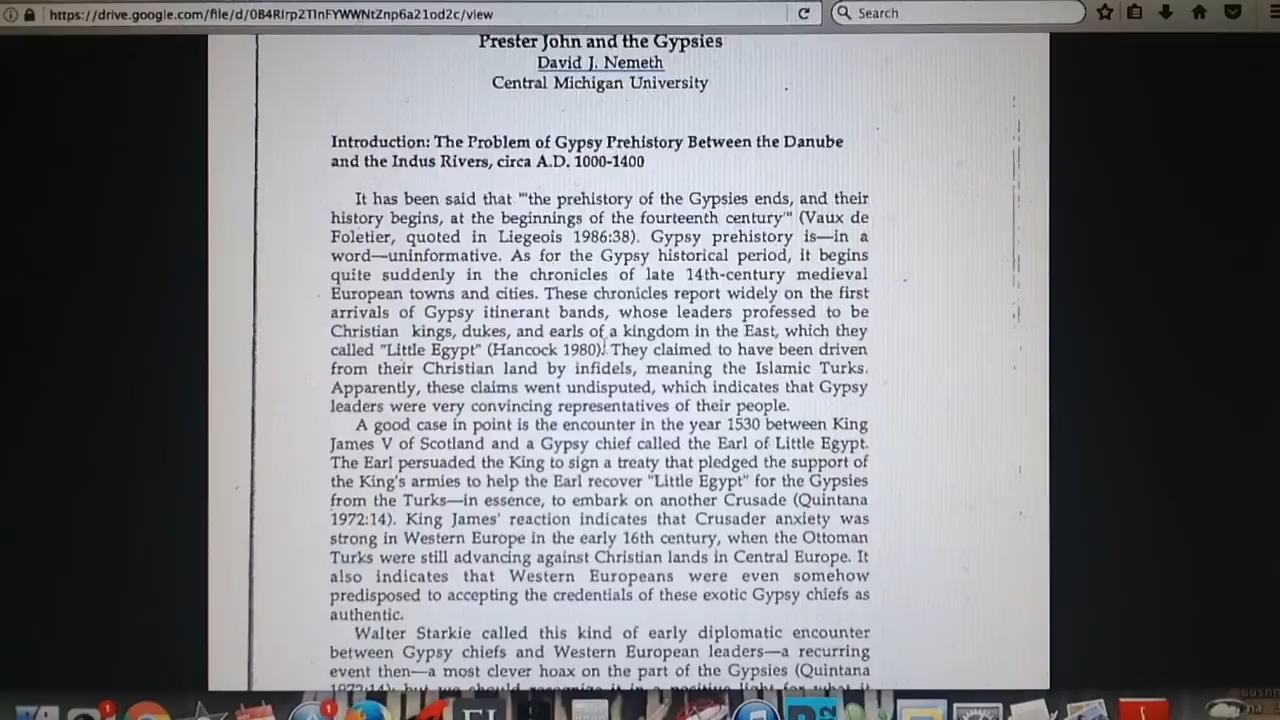 https://drive.google.com/file/d/0B4RIrp2TInFYWWNtZnp6a21od2c/view
Search
Prester John and the Gypsies
David J. Nemeth
Central Michigan University
Introduction: The Problem of Gypsy Prehistory Between the Danube
and the Indus Rivers, circa A.D. 1000-1400
It has been said that "'the prehistory of the Gypsies ends, and their
history begins, at the beginnings of the fourteenth century'" (Vaux de
Foletier, quoted in Liegeois 1986:38). Gypsy prehistory is—in a
word—uninformative. As for the Gypsy historical period, it begins
quite suddenly in the chronicles of late 14th-century medieval
European towns and cities. These chronicles report widely on the first
arrivals of Gypsy itinerant bands, whose leaders professed to be
Christian kings, dukes, and earls of a kingdom in the East, which they
called "Little Egypt" (Hancock 1980). They claimed to have been driven
from their Christian land by infidels, meaning the Islamic Turks.
Apparently, these claims went undisputed, which indicates that Gypsy
leaders were very convincing representatives of their people.
A good case in point is the encounter in the year 1530 between King
James V of Scotland and a Gypsy chief called the Earl of Little Egypt.
The Earl persuaded the King to sign a treaty that pledged the support of
the King's armies to help the Earl recover "Little Egypt" for the Gypsies
from the Turks—in essence, to embark on another Crusade (Quintana
1972:14). King James' reaction indicates that Crusader anxiety was
strong in Western Europe in the early 16th century, when the Ottoman
Turks were still advancing against Christian lands in Central Europe. It
also indicates that Western Europeans were even somehow
predisposed to accepting the credentials of these exotic Gypsy chiefs as
authentic.
Walter Starkie called this kind of early diplomatic encounter
between Gypsy chiefs and Western European leaders—a recurring
event then—a most clever hoax on the part of the Gypsies (Quintana
1972:14), but we should recognize it in a positive light for what it